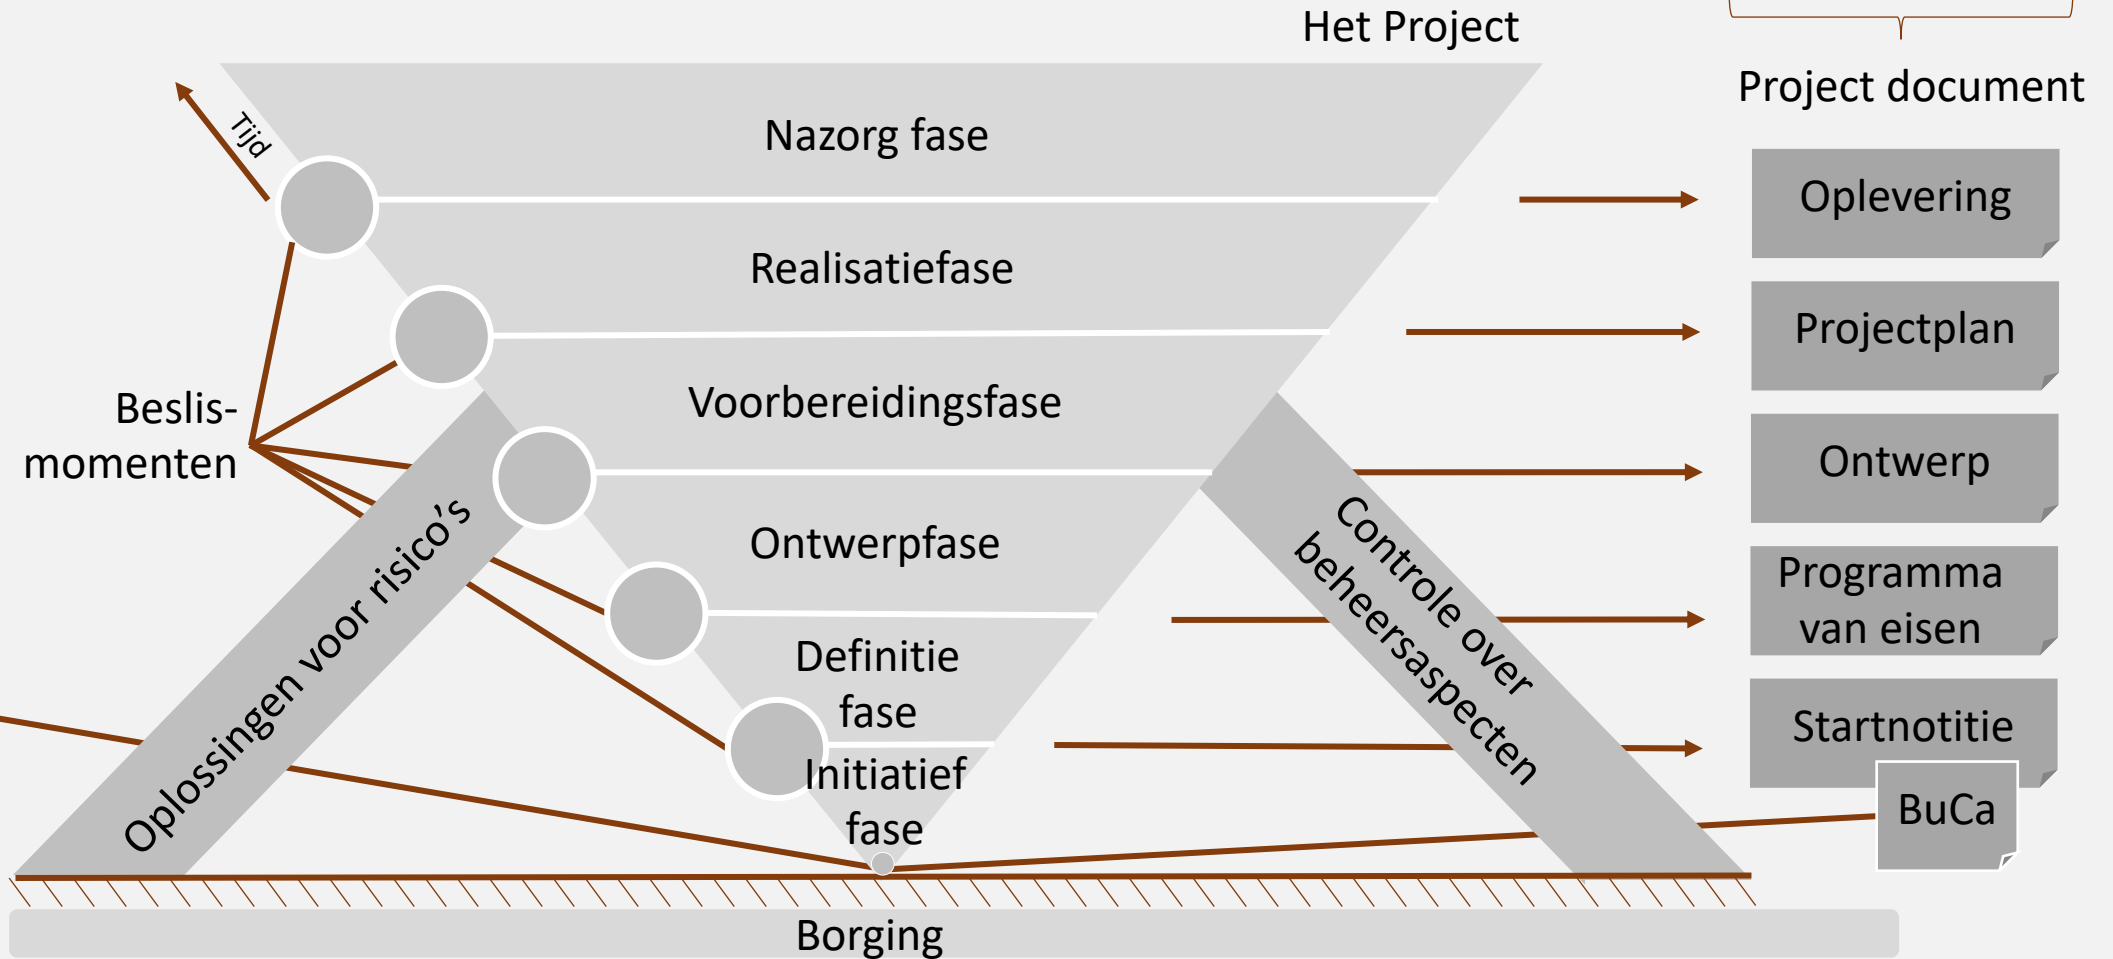 Het Project
Project document
Tijd
Nazorg fase
Oplevering
Realisatiefase
Projectplan
Beslis-
momenten
Voorbereidingsfase
Ontwerp
Oplossingen voor risico’s
Ontwerpfase
Controle over
beheersaspecten
Programma
van eisen
Definitie
fase
Startnotitie
Initiatief
fase
BuCa
Borging